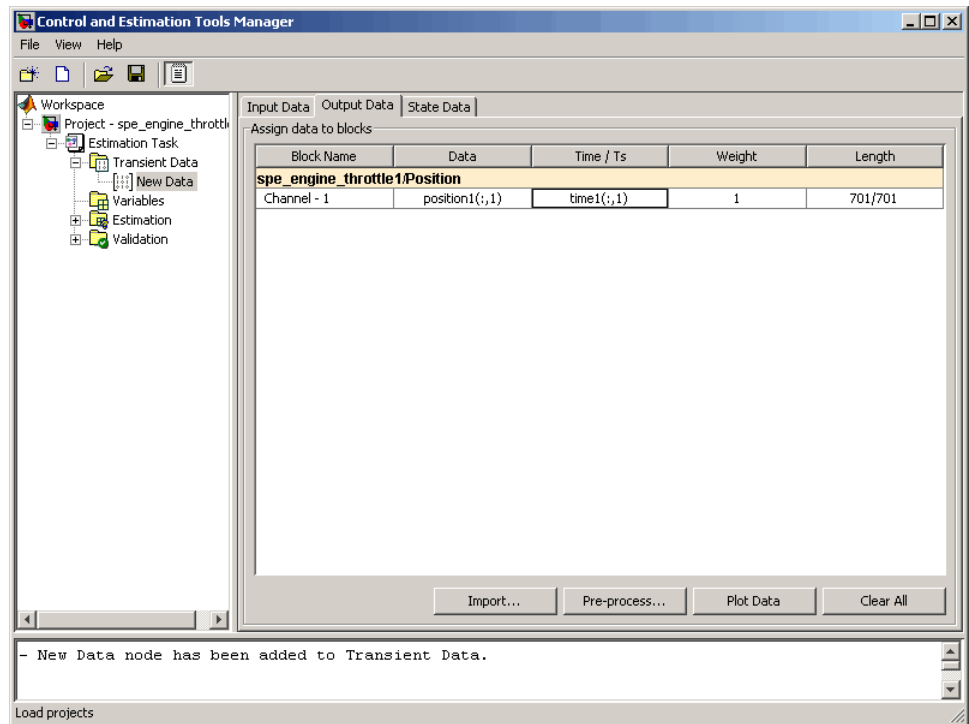 Control and Estimation Tools Manager
File View Help
Workspace
Project - spe_engine_throttl
Estimation Task
Transient Data
New Data
Variables
Estimation
Validation
Input Data Output Data State Data
Assign data to blocks
Block Name Data Time / Ts Weight Length
spe_engine_throttle1/Position
Channel - 1 position1(:,1) time1(:,1) 1 701/701
Import... Pre-process... Plot Data Clear All
- New Data node has been added to Transient Data.
Load projects